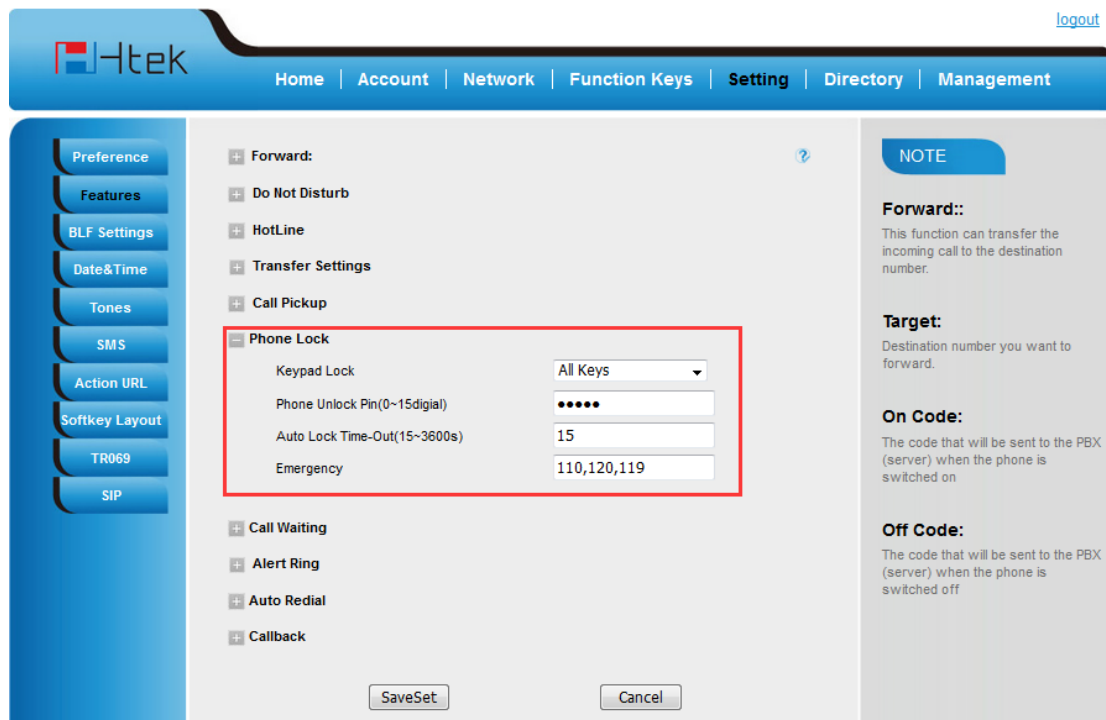 logout
Htek
Home | Account | Network | Function Keys | Setting | Directory | Management
Preference
Features
BLF Settings
Date&Time
Tones
SMS
Action URL
Softkey Layout
TR069
SIP
Forward:
Do Not Disturb
HotLine
Transfer Settings
Call Pickup
Phone Lock
Keypad Lock All Keys
Phone Unlock Pin(0~15digial) •••••
Auto Lock Time-Out(15~3600s) 15
Emergency 110,120,119
Call Waiting
Alert Ring
Auto Redial
Callback
SaveSet Cancel
NOTE
Forward::
This function can transfer the
incoming call to the destination
number.
Target:
Destination number you want to
forward.
On Code:
The code that will be sent to the PBX
(server) when the phone is
switched on
Off Code:
The code that will be sent to the PBX
(server) when the phone is
switched off